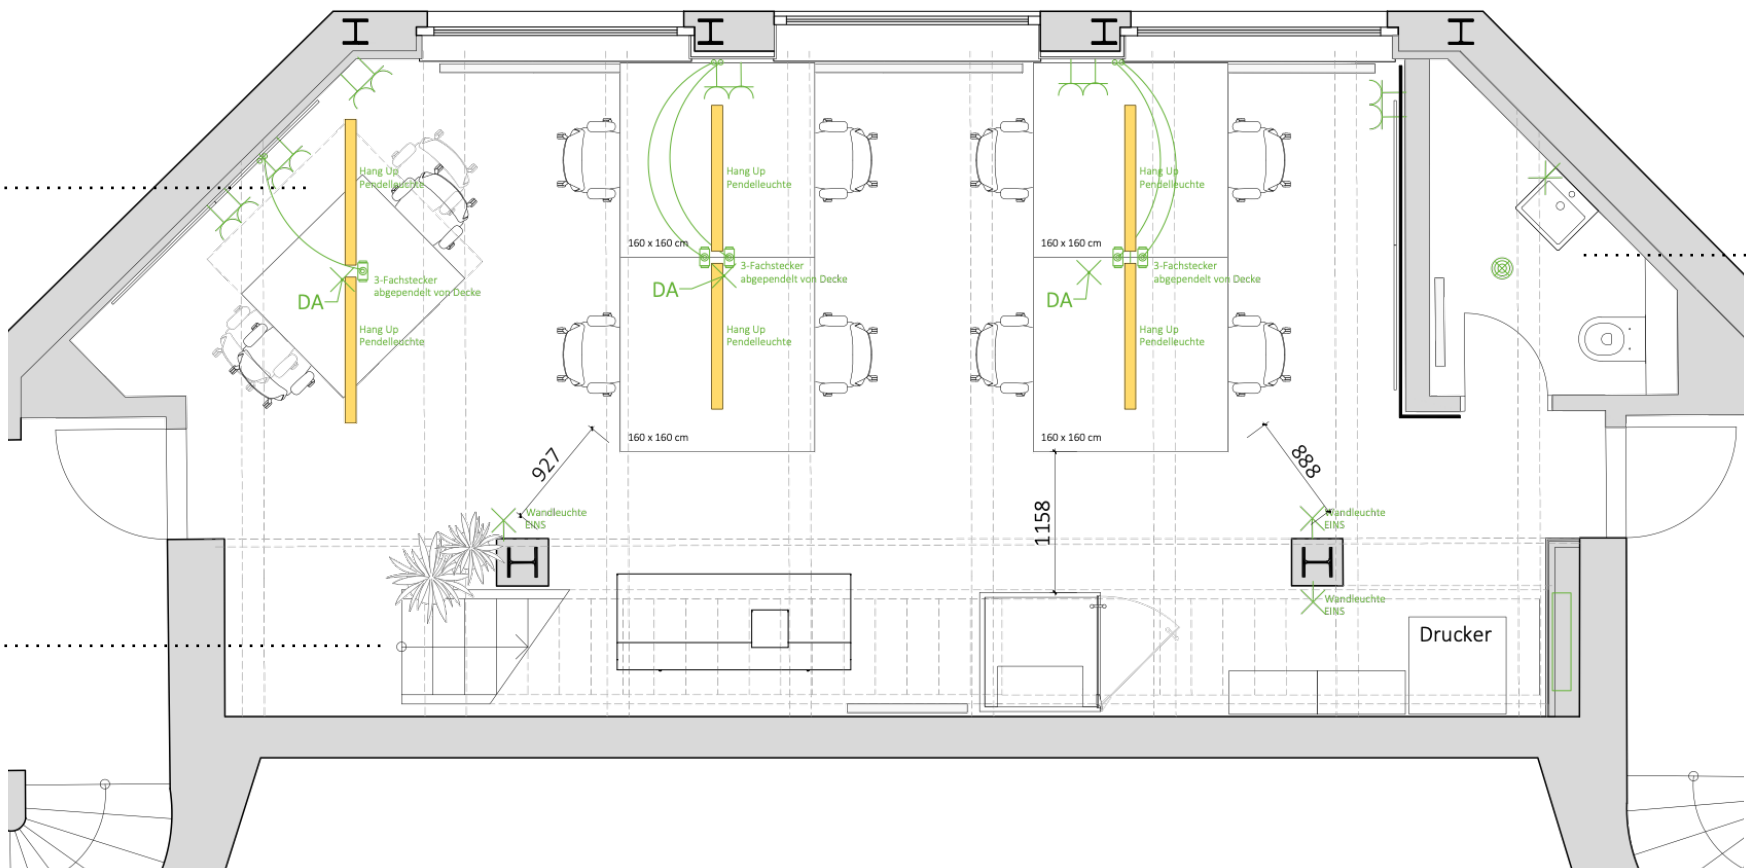 Hang Up
Pendelleuchte
Hang Up
Pendelleuchte
Hang Up
Pendelleuchte
160 x 160 cm
160 x 160 cm
3-Fachstecker
abgependelt von Decke
DA
3-Fachstecker
abgependelt von Decke
DA
3-Fachstecker
abgependelt von Decke
DA
Hang Up
Pendelleuchte
Hang Up
Pendelleuchte
Hang Up
Pendelleuchte
160 x 160 cm
160 x 160 cm
927
888
1158
Wandleuchte
EINS
Wandleuchte
EINS
Wandleuchte
EINS
Drucker